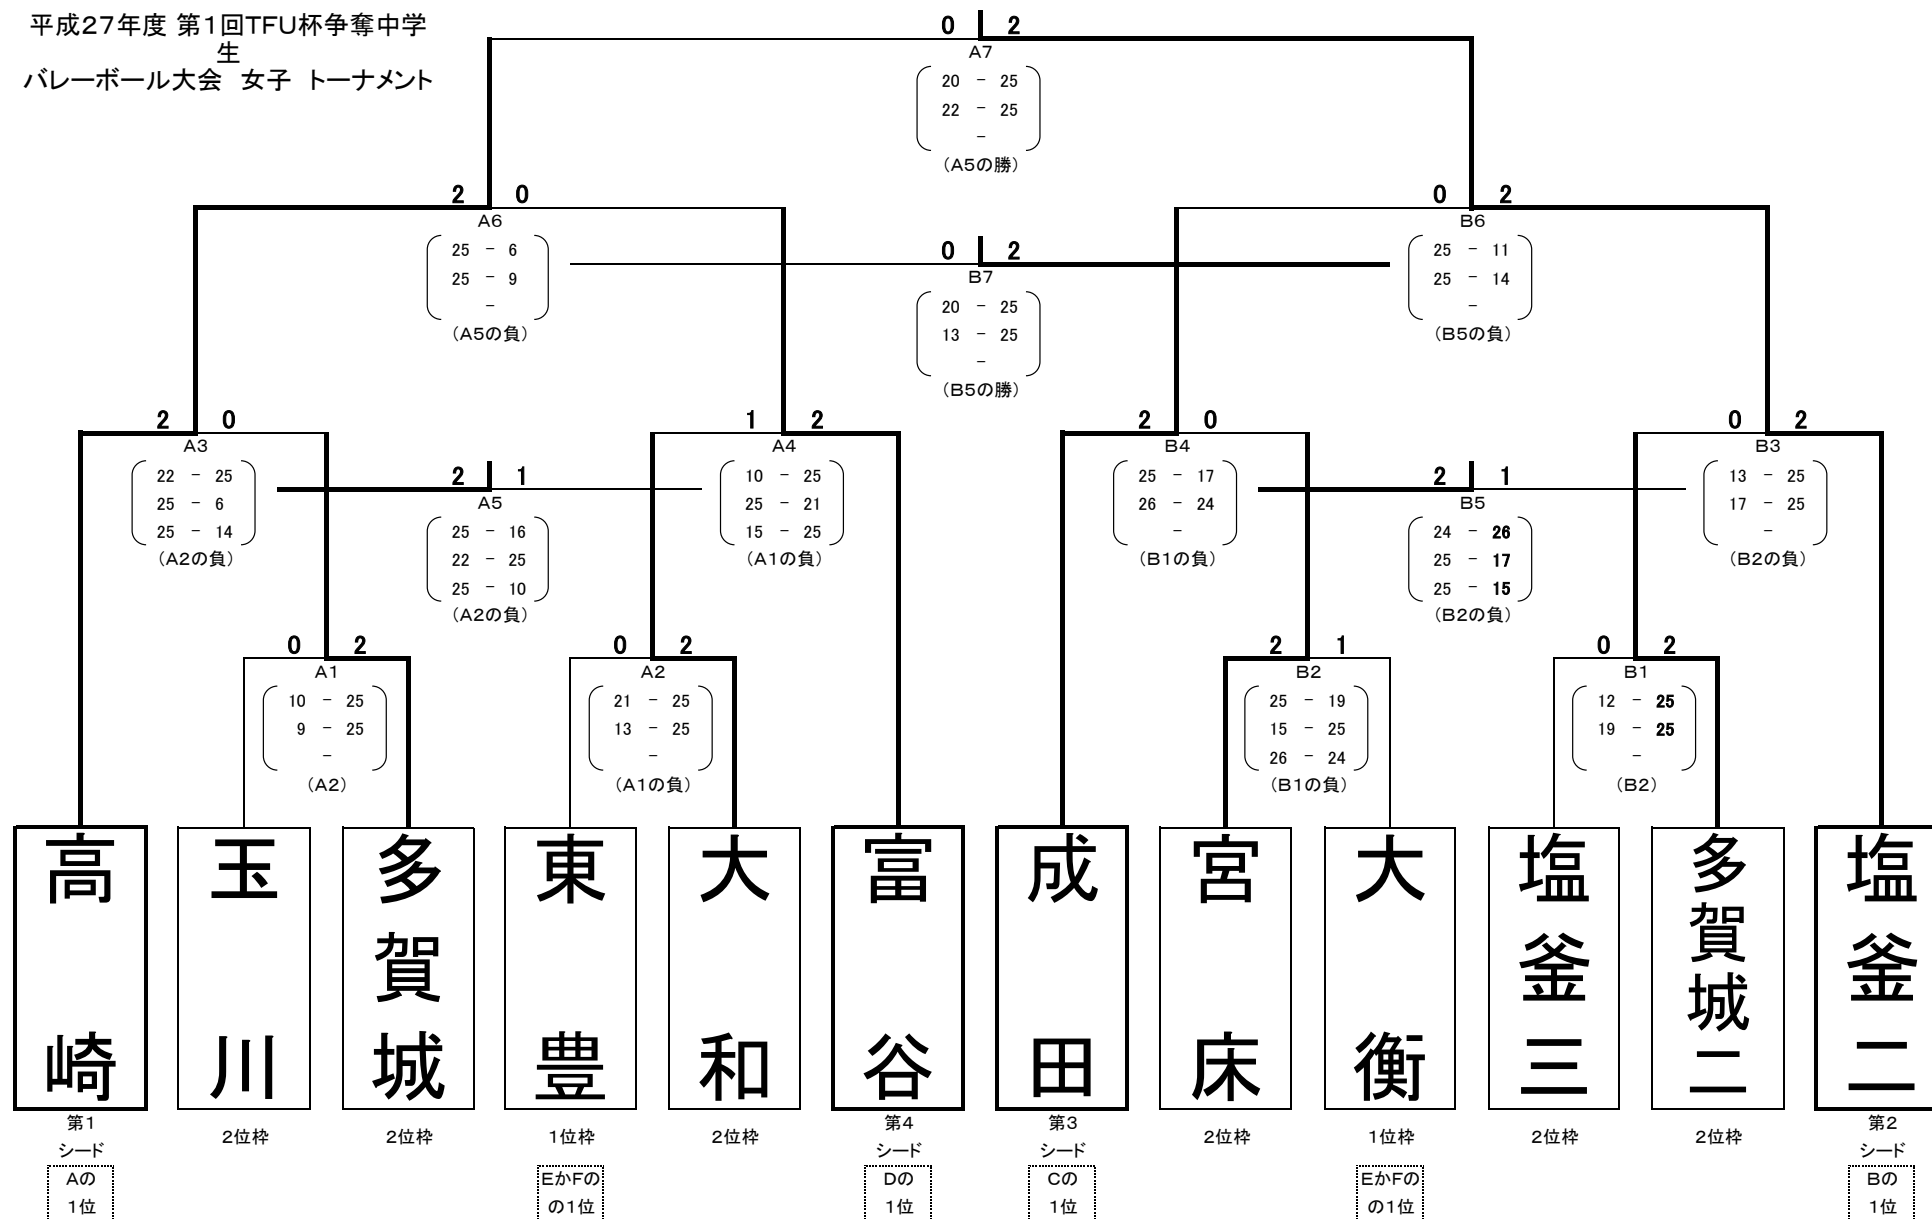 平成27年度 第1回TFU杯争奪中学
生
バレーボール大会　女子　トーナメント
0 2
A7
20 - 25
22 - 25
-
(A5の勝)
2 0
A6
25 - 6
25 - 9
-
(A5の負)
0 2
B7
20 - 25
13 - 25
-
(B5の勝)
0 2
B6
25 - 11
25 - 14
-
(B5の負)
2 0
A3
22 - 25
25 - 6
25 - 14
(A2の負)
2 1
A5
25 - 16
22 - 25
25 - 10
(A2の負)
1 2
A4
10 - 25
25 - 21
15 - 25
(A1の負)
2 0
B4
25 - 17
26 - 24
-
(B1の負)
2 1
B5
24 - 26
25 - 17
25 - 15
(B2の負)
0 2
B3
13 - 25
17 - 25
-
(B2の負)
0 2
A1
10 - 25
9 - 25
-
(A2)
0 2
A2
21 - 25
13 - 25
-
(A1の負)
2 1
B2
25 - 19
15 - 25
26 - 24
(B1の負)
0 2
B1
12 - 25
19 - 25
-
(B2)
高崎
玉川
多賀城
東豊
大和
富谷
成田
宮床
大衡
塩釜三
多賀城二
塩釜二
第1
シード
Aの
1位
2位枠
2位枠
1位枠
EかFの
の1位
2位枠
第4
シード
Dの
1位
第3
シード
Cの
1位
2位枠
1位枠
EかFの
の1位
2位枠
2位枠
第2
シード
Bの
1位